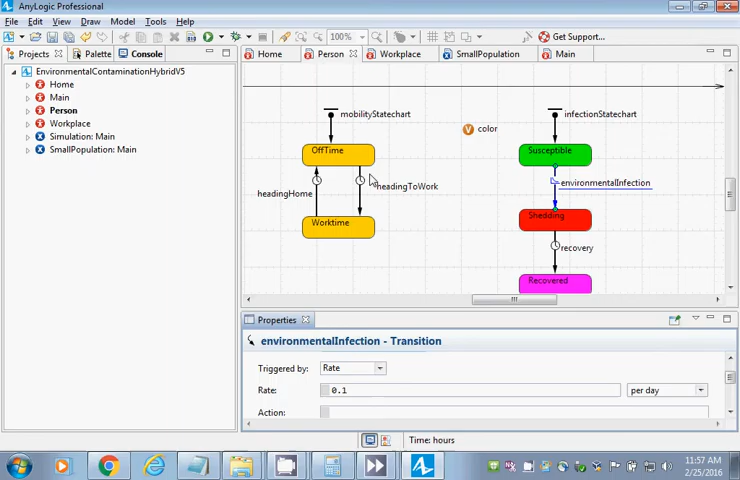 AnyLogic Professional
File Edit View Draw Model Tools Help
100% Get Support...
Projects Palette Console
Home Person Workplace SmallPopulation Main
EnvironmentalContaminationHybridV5
Home
Main
Person
Workplace
Simulation: Main
SmallPopulation: Main
mobilityStatechart
infectionStatechart
V color
OffTime
Susceptible
headingHome
headingToWork
environmentalInfection
Worktime
Shedding
recovery
Recovered
Properties
environmentalInfection - Transition
Triggered by: Rate
Rate: 0.1 per day
Action:
Time: hours
11:57 AM
2/25/2016